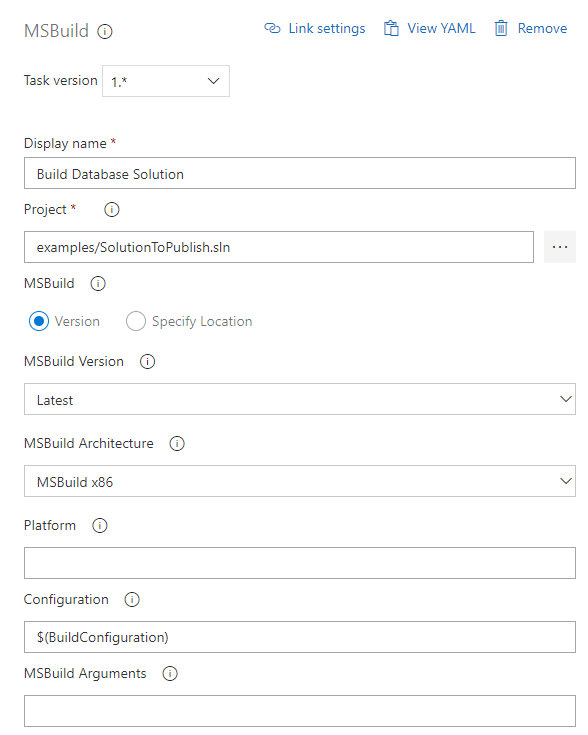 MSBuild
Link settings View YAML Remove
Task version 1.*
Display name *
Build Database Solution
Project *
examples/SolutionToPublish.sln ...
MSBuild
Version Specify Location
MSBuild Version
Latest
MSBuild Architecture
MSBuild x86
Platform
Configuration
$(BuildConfiguration)
MSBuild Arguments